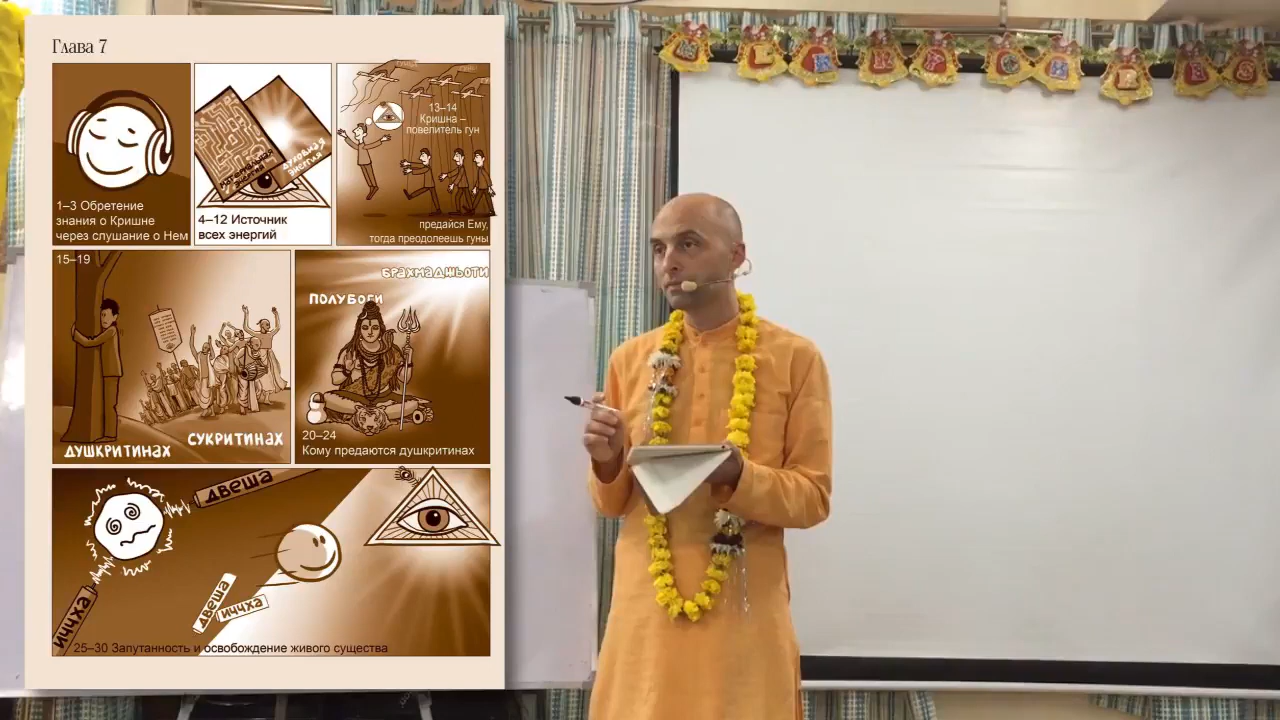 Глава 7
1–3 Обретение
знания о Кришне
через слушание о Нем
духовная
энергия
4–12 Источник
всех энергий
13–14
Кришна –
повелитель гун
предайся Ему,
тогда преодолеешь гуны
15–19
душкритинах
сукритинах
брахмаджьоти
полубоги
20–24
Кому предаются душкритинах
двеша
иччха
двеша
иччха
25–30 Запутанность и освобождение живого существа